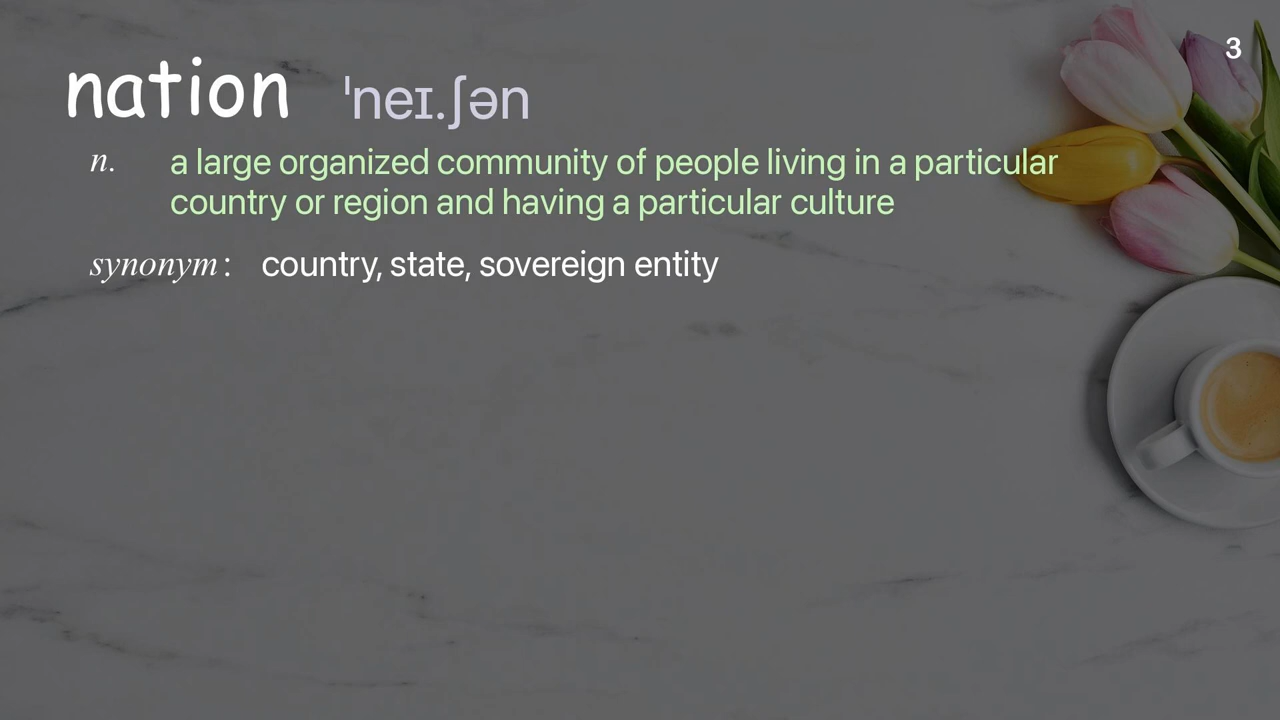 3
nation ˈneɪ.ʃən
n. a large organized community of people living in a particular
country or region and having a particular culture
synonym: country, state, sovereign entity